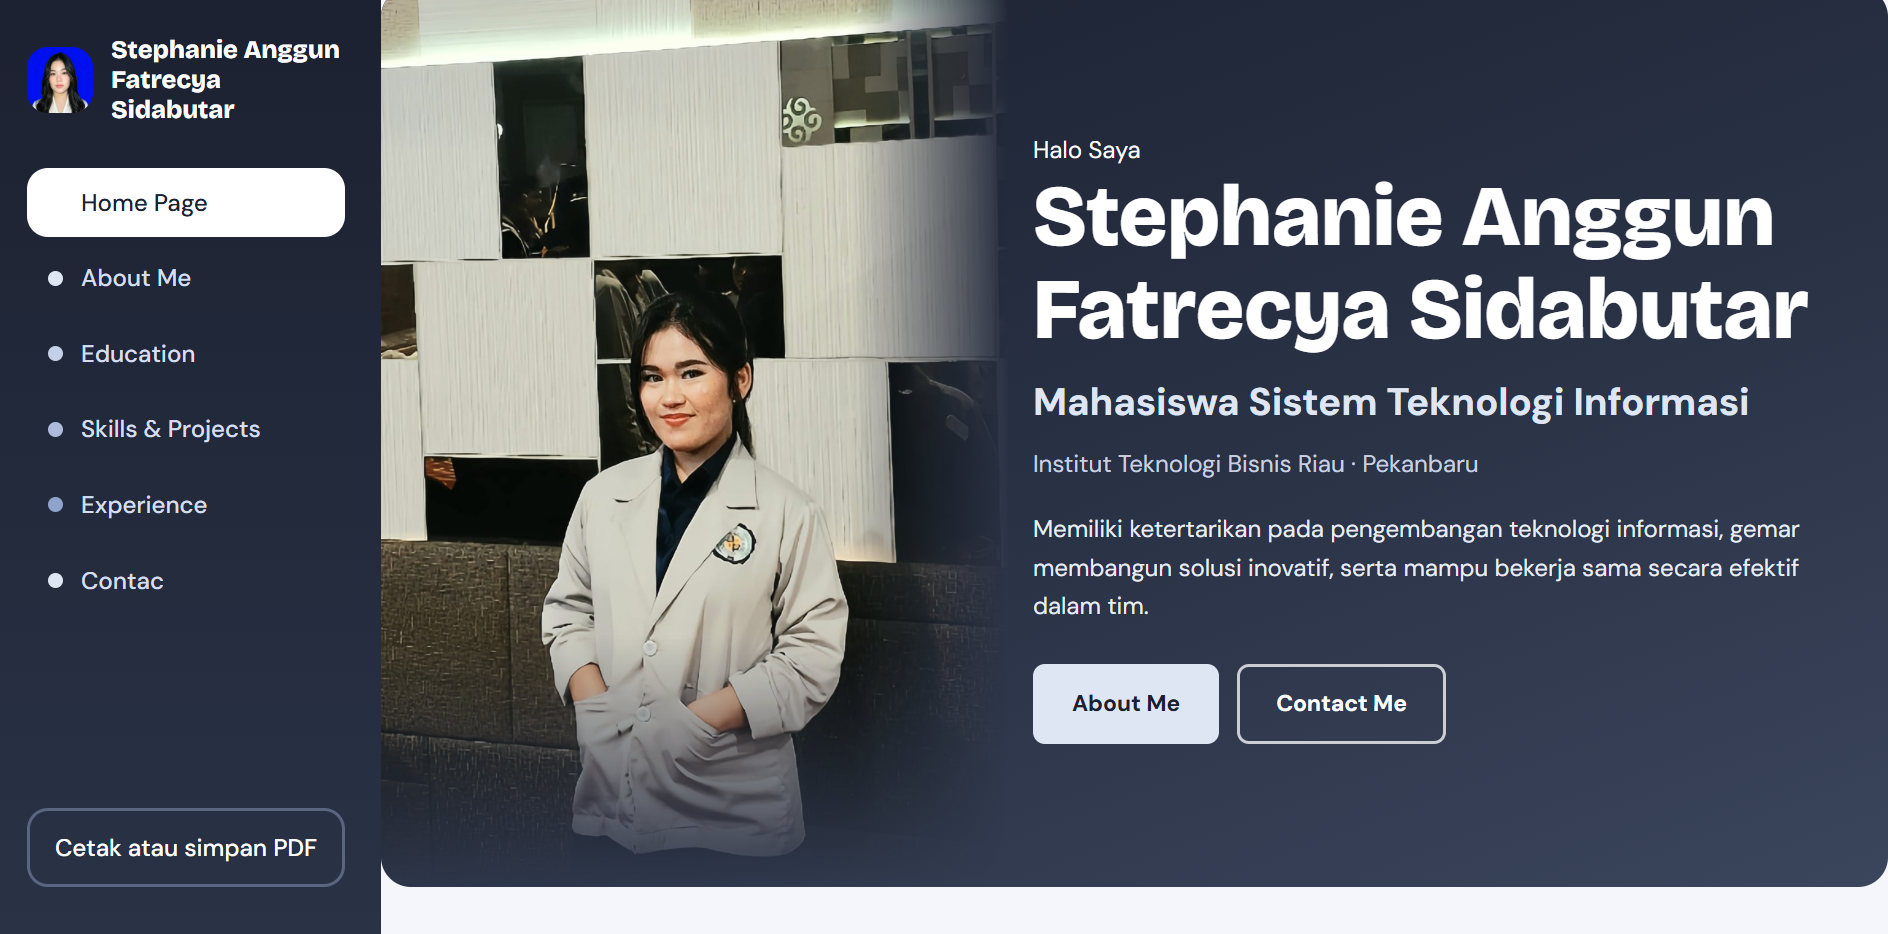 Stephanie Anggun
Fatrecya
Sidabutar
Home Page
About Me
Education
Skills & Projects
Experience
Contac
Cetak atau simpan PDF
Halo Saya
Stephanie Anggun
Fatrecya Sidabutar
Mahasiswa Sistem Teknologi Informasi
Institut Teknologi Bisnis Riau · Pekanbaru
Memiliki ketertarikan pada pengembangan teknologi informasi, gemar
membangun solusi inovatif, serta mampu bekerja sama secara efektif
dalam tim.
About Me
Contact Me